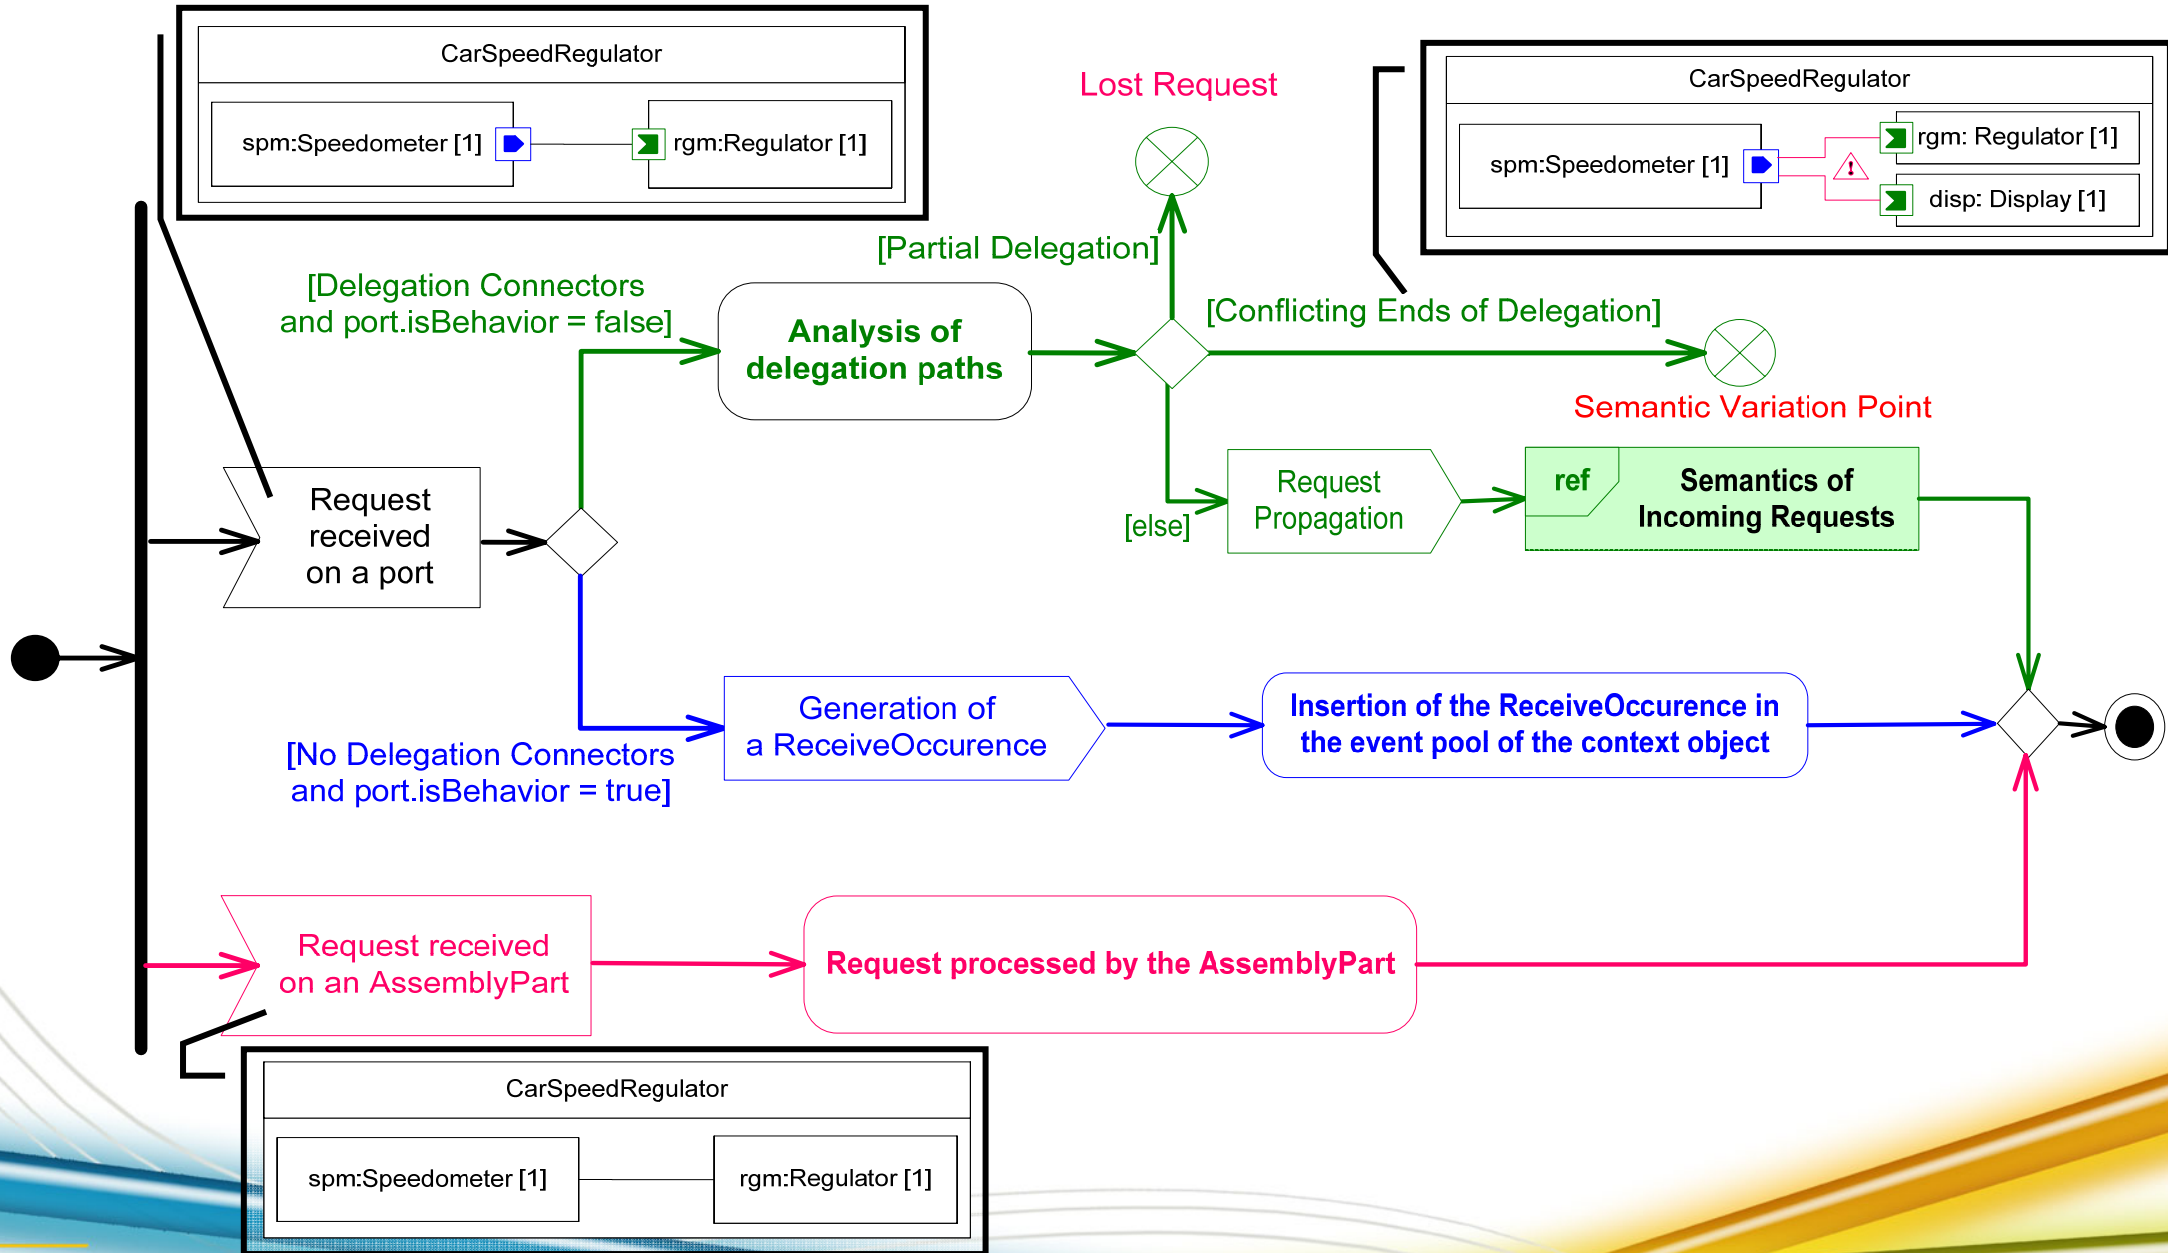 CarSpeedRegulator
spm:Speedometer [1]
rgm:Regulator [1]
Lost Request
CarSpeedRegulator
spm:Speedometer [1]
rgm: Regulator [1]
disp: Display [1]
[Partial Delegation]
[Delegation Connectors
and port.isBehavior = false]
Analysis of
delegation paths
[Conflicting Ends of Delegation]
Semantic Variation Point
Request
received
on a port
[else]
Request
Propagation
ref
Semantics of
Incoming Requests
[No Delegation Connectors
and port.isBehavior = true]
Generation of
a ReceiveOccurence
Insertion of the ReceiveOccurence in
the event pool of the context object
Request received
on an AssemblyPart
Request processed by the AssemblyPart
CarSpeedRegulator
spm:Speedometer [1]
rgm:Regulator [1]